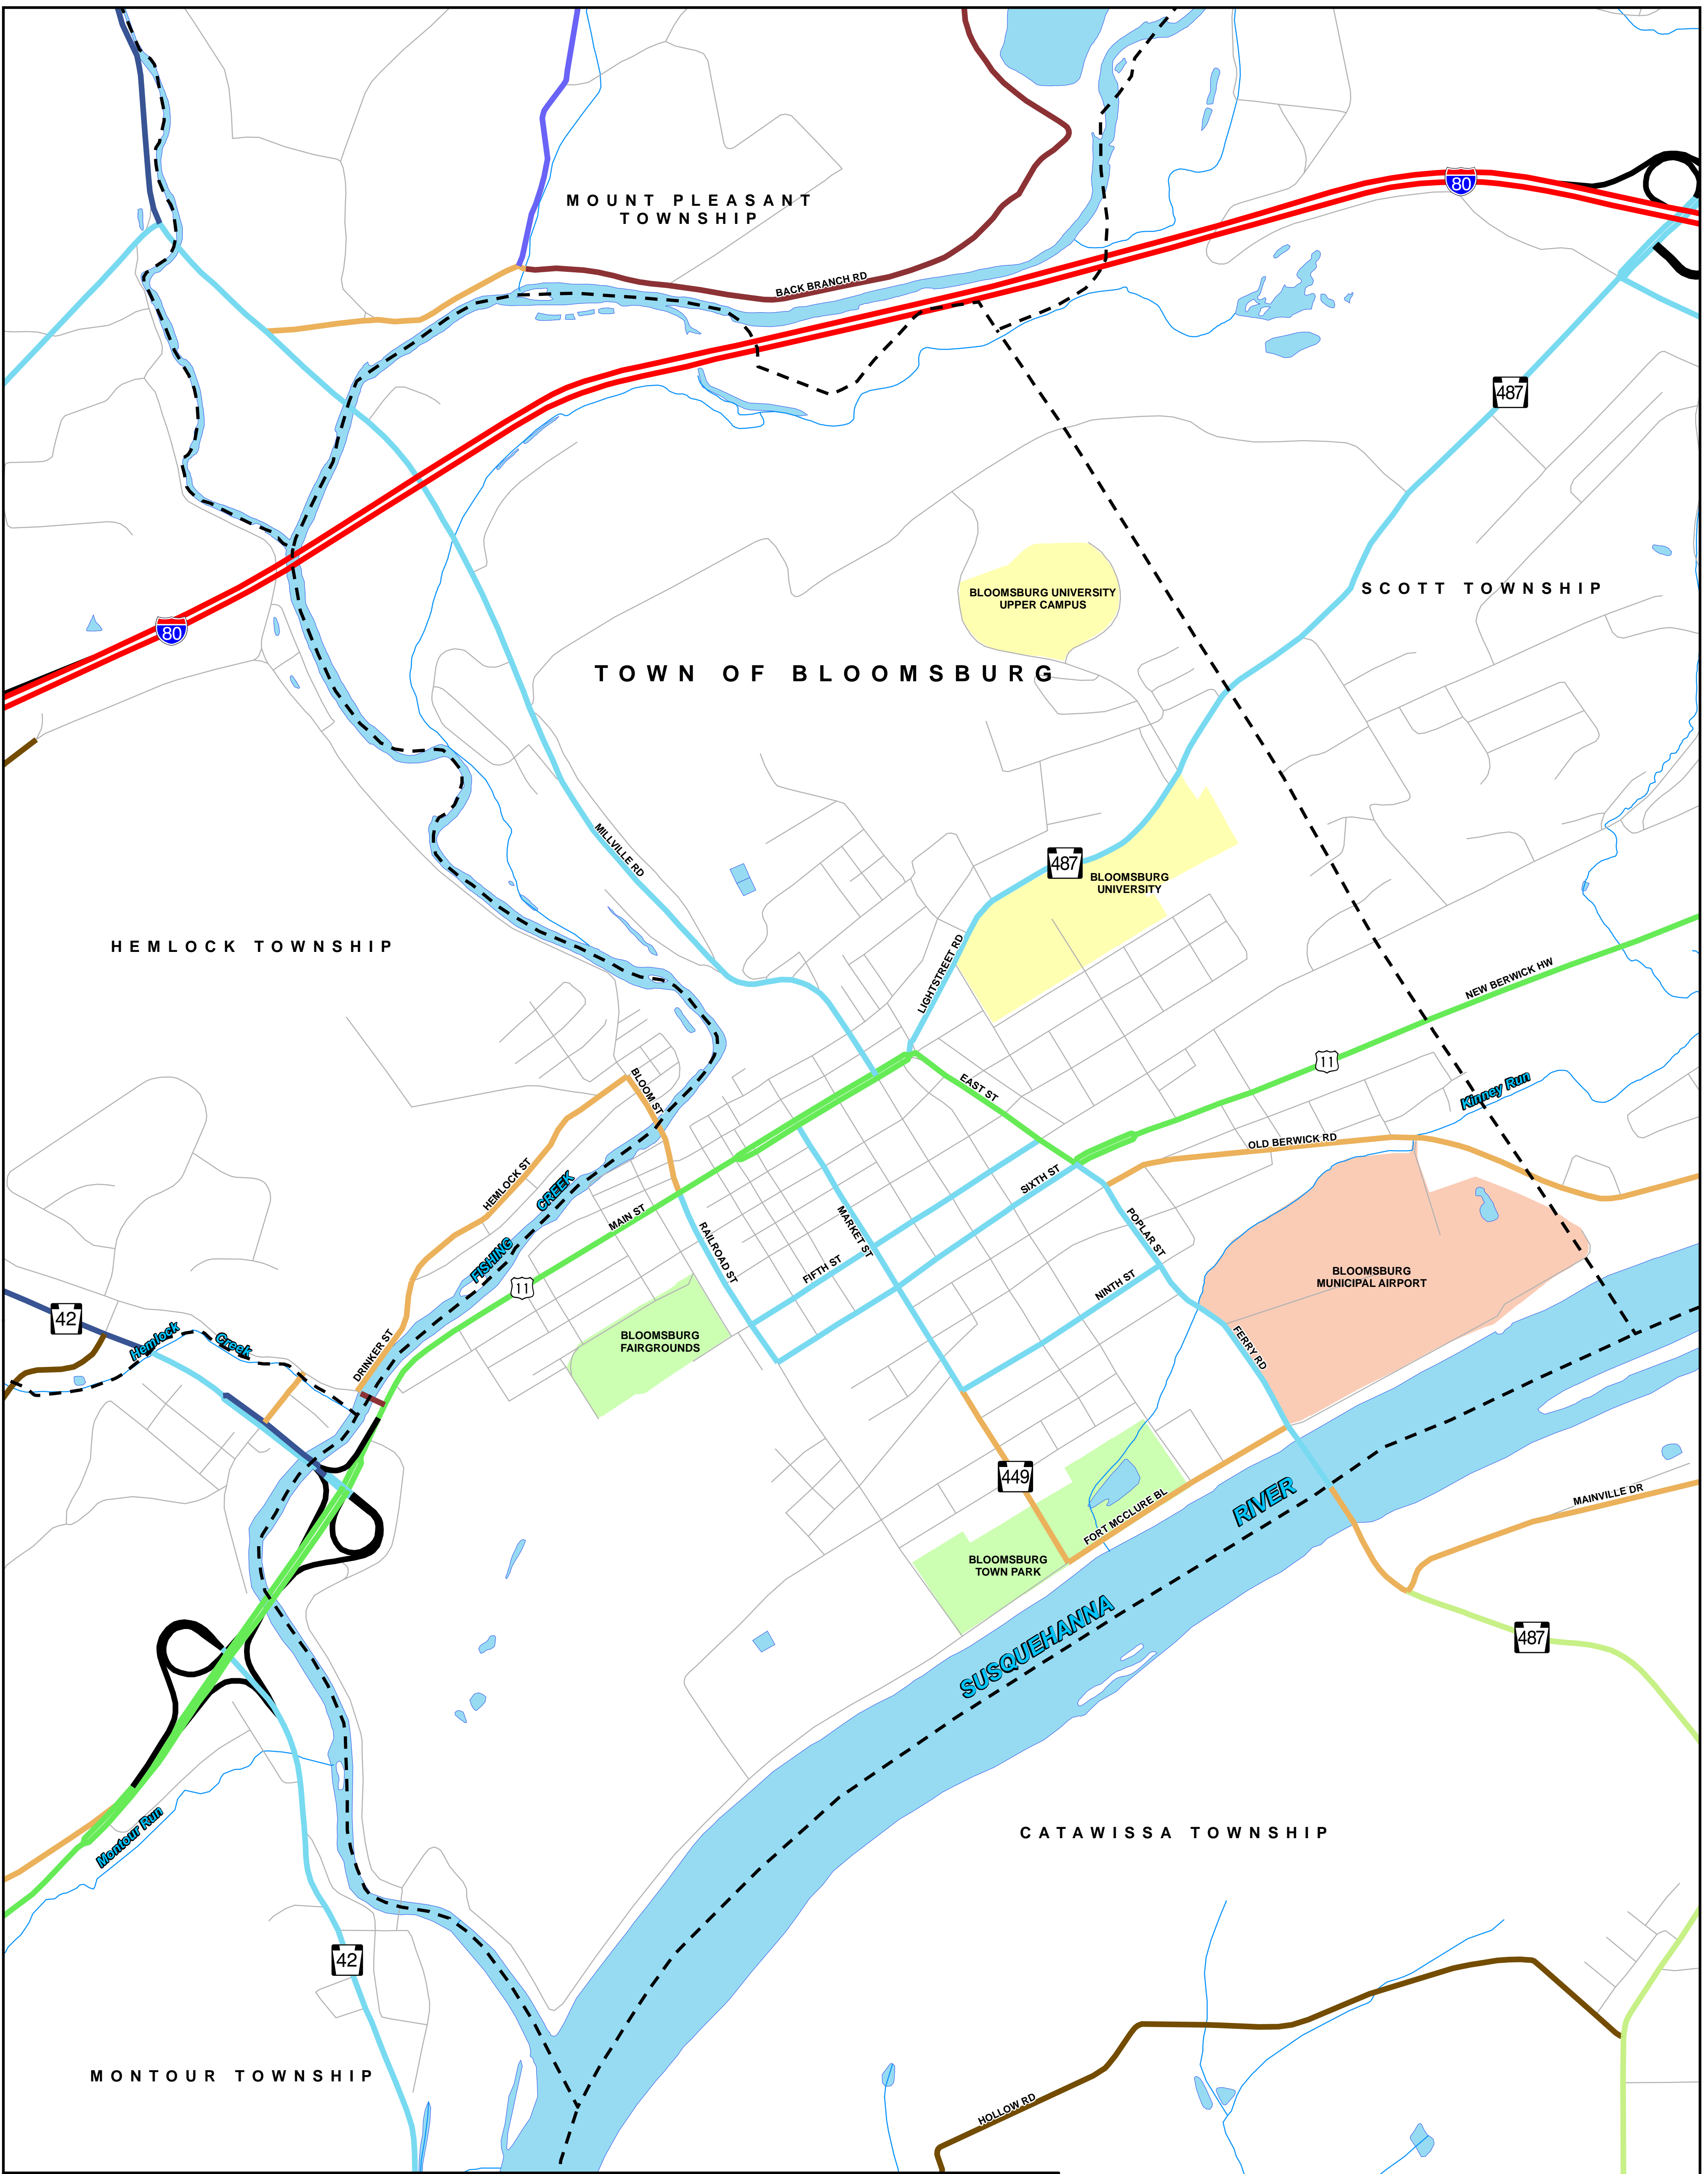 MOUNT PLEASANT
TOWNSHIP
80
BACK BRANCH RD
487
BLOOMSBURG UNIVERSITY
UPPER CAMPUS
SCOTT TOWNSHIP
80
TOWN OF BLOOMSBURG
MILLVILLE RD
487
BLOOMSBURG
UNIVERSITY
HEMLOCK TOWNSHIP
LIGHTSTREET RD
NEW BERWICK HW
11
BLOOM ST
EAST ST
Kinney Run
OLD BERWICK RD
HEMLOCK ST
FISHING CREEK
MAIN ST
SIXTH ST
RAILROAD ST
MARKET ST
POPLAR ST
FIFTH ST
NINTH ST
11
BLOOMSBURG
MUNICIPAL AIRPORT
42
Hemlock Creek
DRINKER ST
BLOOMSBURG
FAIRGROUNDS
FERRY RD
449
FORT MCCLURE BL
MAINVILLE DR
BLOOMSBURG
TOWN PARK
SUSQUEHANNA RIVER
487
Montour Run
CATAWISSA TOWNSHIP
42
MONTOUR TOWNSHIP
HOLLOW RD